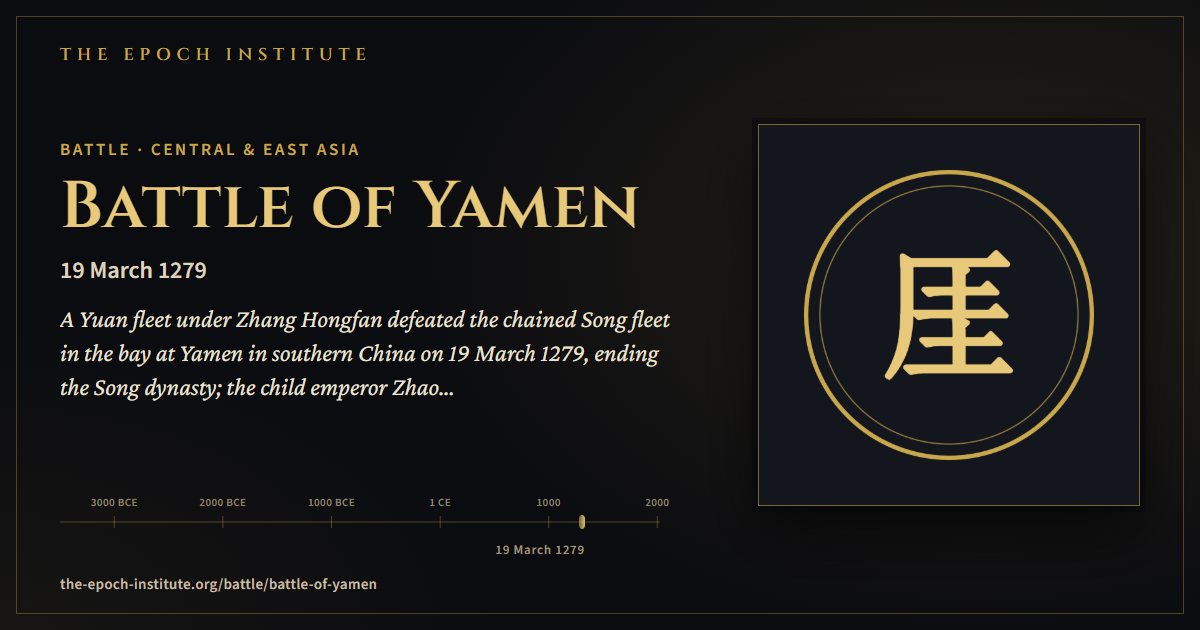 THE EPOCH INSTITUTE
BATTLE · CENTRAL & EAST ASIA
BATTLE OF YAMEN
19 March 1279
A Yuan fleet under Zhang Hongfan defeated the chained Song fleet
in the bay at Yamen in southern China on 19 March 1279, ending
the Song dynasty; the child emperor Zhao...
厓
3000 BCE 2000 BCE 1000 BCE 1 CE 1000 2000
19 March 1279
the-epoch-institute.org/battle/battle-of-yamen